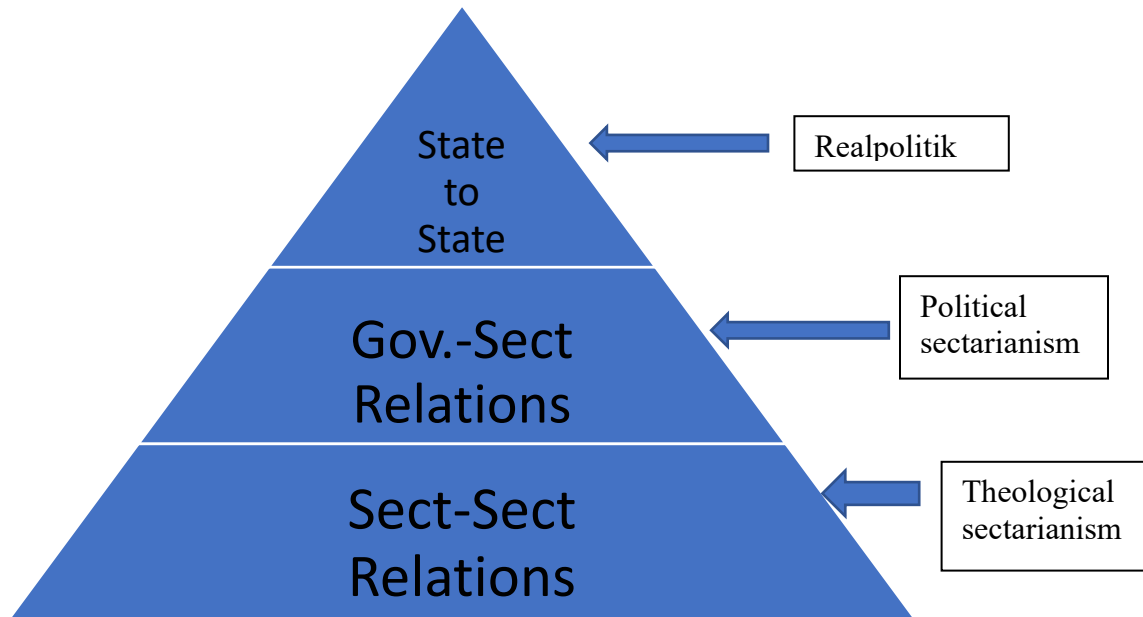 State
to
State
Realpolitik
Gov.-Sect
Relations
Political
sectarianism
Sect-Sect
Relations
Theological
sectarianism